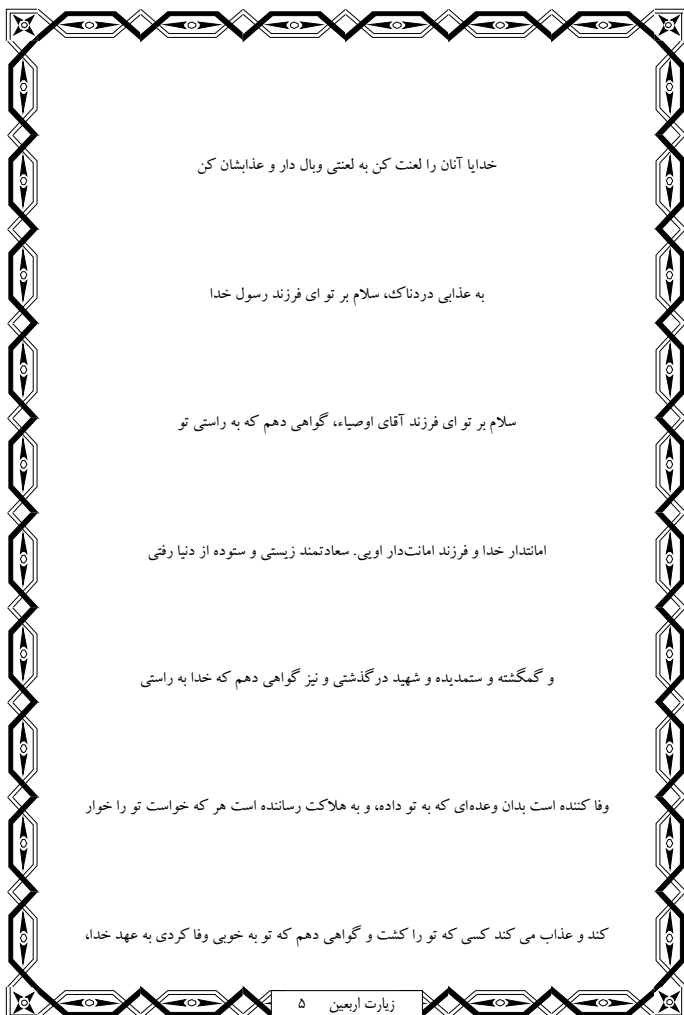 خدایا آنان را لعنت کن به لعنتی وبال دار و عذابشان کن
به عذابی دردناك، سلام بر تو ای فرزند رسول خدا
سلام بر تو ای فرزند آقای اوصیاء، گواهی دهم که به راستی تو
امانتدار خدا و فرزند امانت‌دار اویی. سعادتمند زیستی و ستوده از دنیا رفتی
و گمگشته و ستمدیده و شهید درگذشتی و نیز گواهی دهم که خدا به راستی
وفا کننده است بدان وعده‌ای که به تو داده، و به هلاکت رساننده است هر که خواست تو را خوار
کند و عذاب می کند کسی که تو را کشت و گواهی دهم که تو به خوبی وفا کردی به عهد خدا،
زیارت اربعین ۵